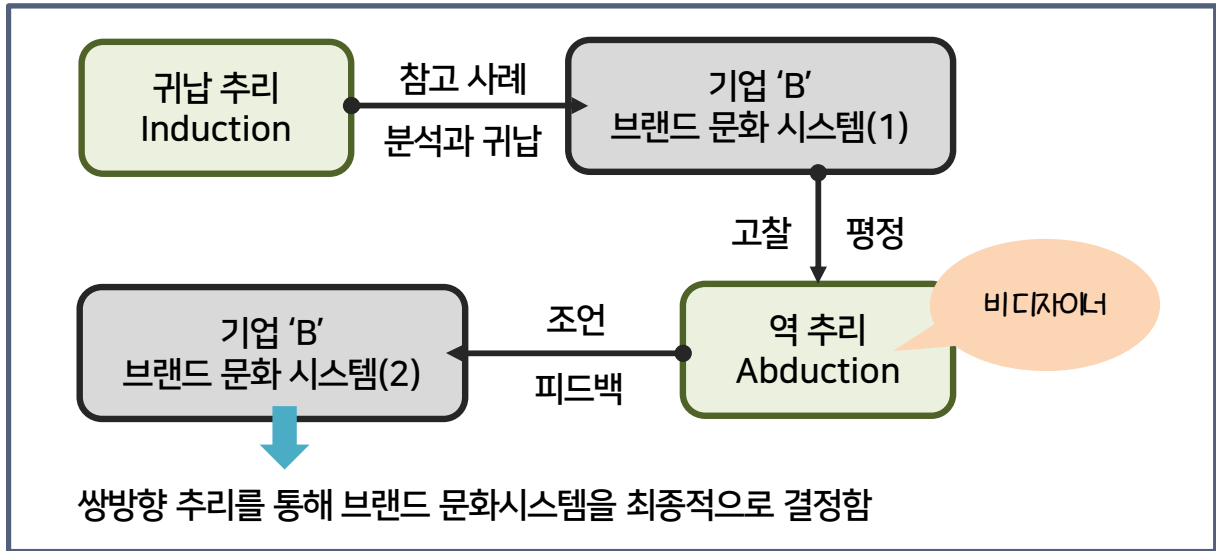 귀납 추리
Induction
참고 사례
분석과 귀납
기업 ‘B’
브랜드 문화 시스템(1)
고찰
평정
비디자이너
역 추리
Abduction
조언
피드백
기업 ‘B’
브랜드 문화 시스템(2)
쌍방향 추리를 통해 브랜드 문화시스템을 최종적으로 결정함